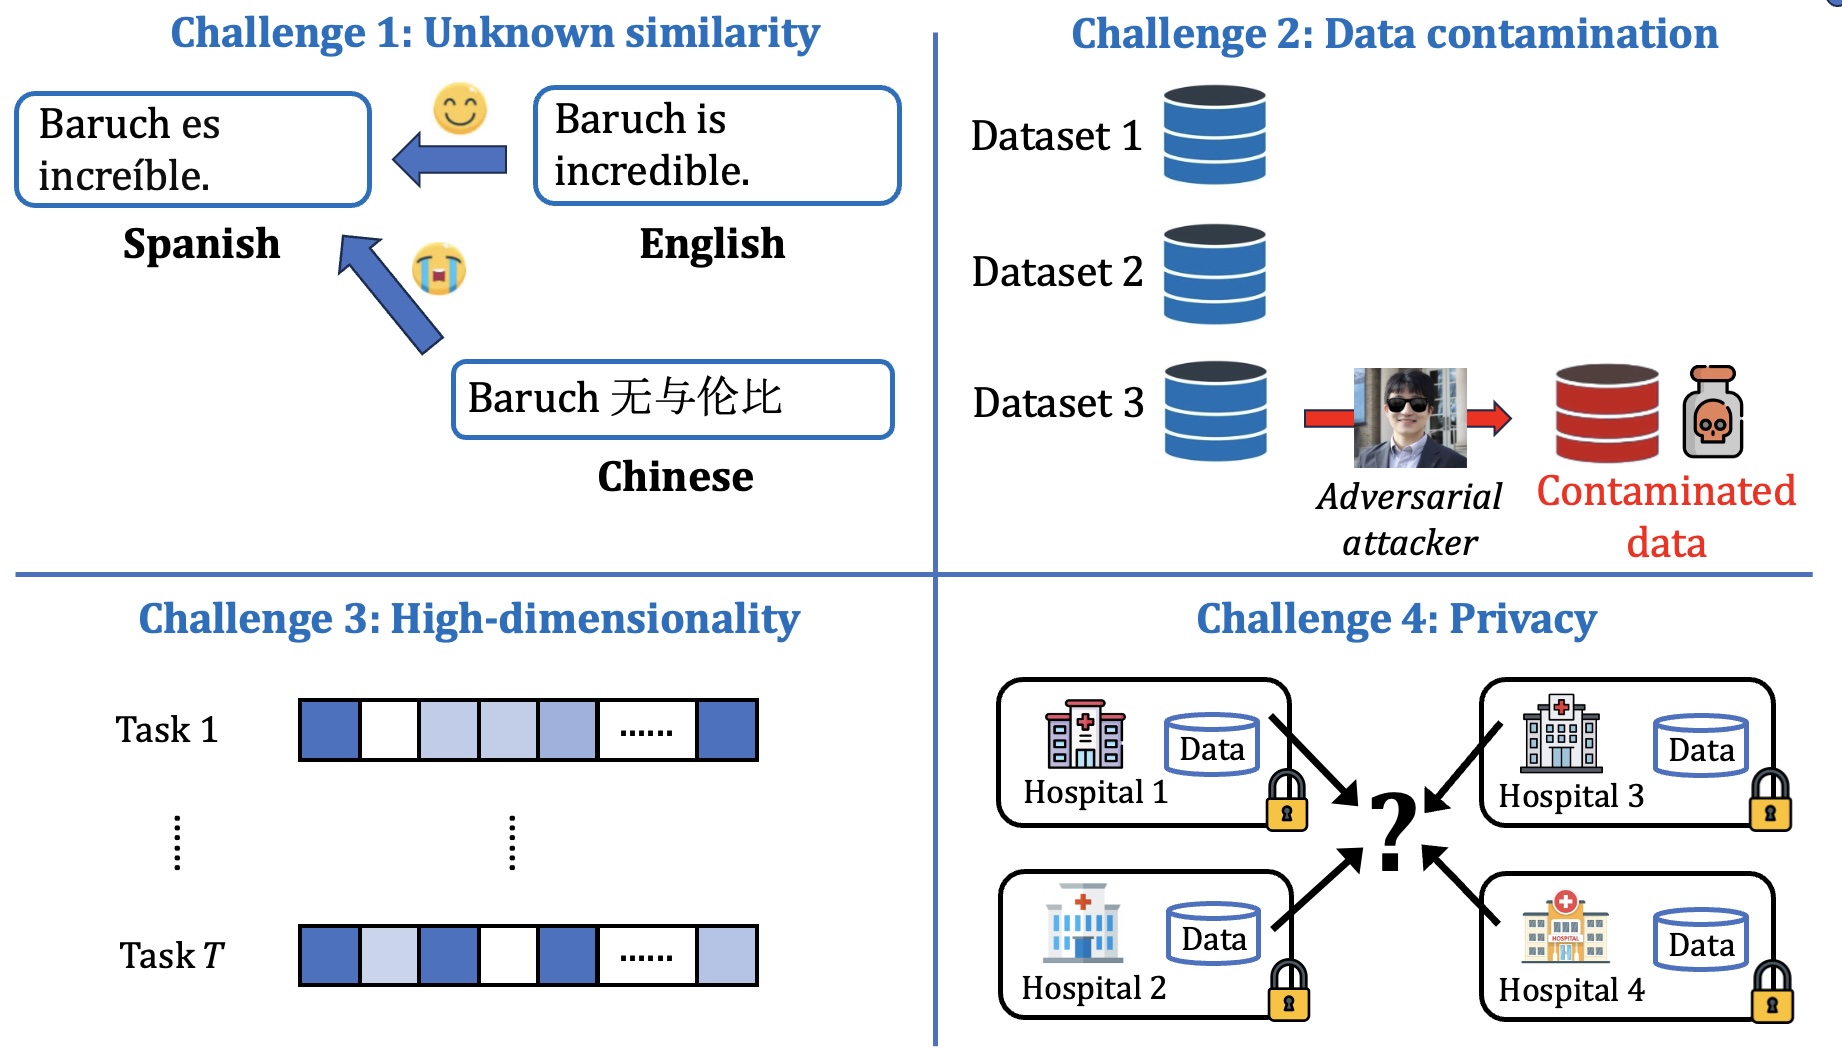 Challenge 1: Unknown similarity
Baruch es
increíble.
Spanish
Baruch is
incredible.
English
Baruch 无与伦比
Chinese
Challenge 2: Data contamination
Dataset 1
Dataset 2
Dataset 3
Adversarial
attacker
Contaminated
data
Challenge 3: High-dimensionality
Task 1
......
Task T
......
Challenge 4: Privacy
Data
Hospital 1
Data
Hospital 3
?
Data
Hospital 2
HOSPITAL
Data
Hospital 4